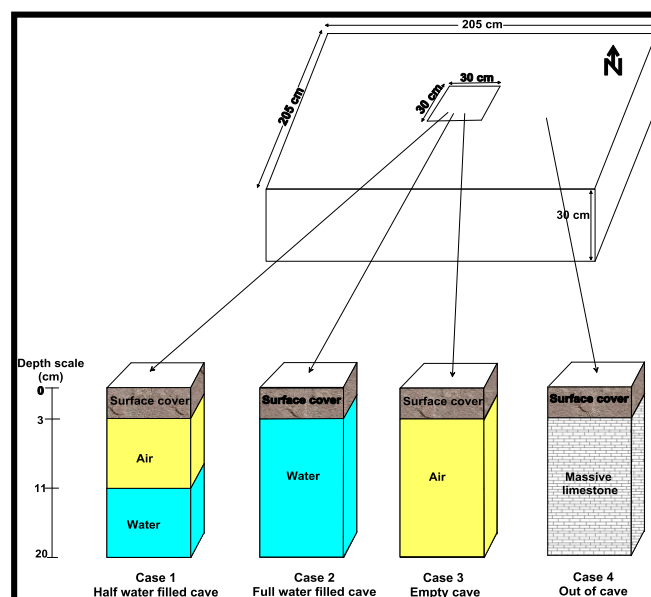 205 cm
N
30 cm
30 cm.
205 cm
30 cm
Depth scale
(cm)
0
3
11
20
Surface cover
Air
Water
Case 1
Half water filled cave
Surface cover
Water
Case 2
Full water filled cave
Surface cover
Air
Case 3
Empty cave
Surface cover
Massive
limestone
Case 4
Out of cave